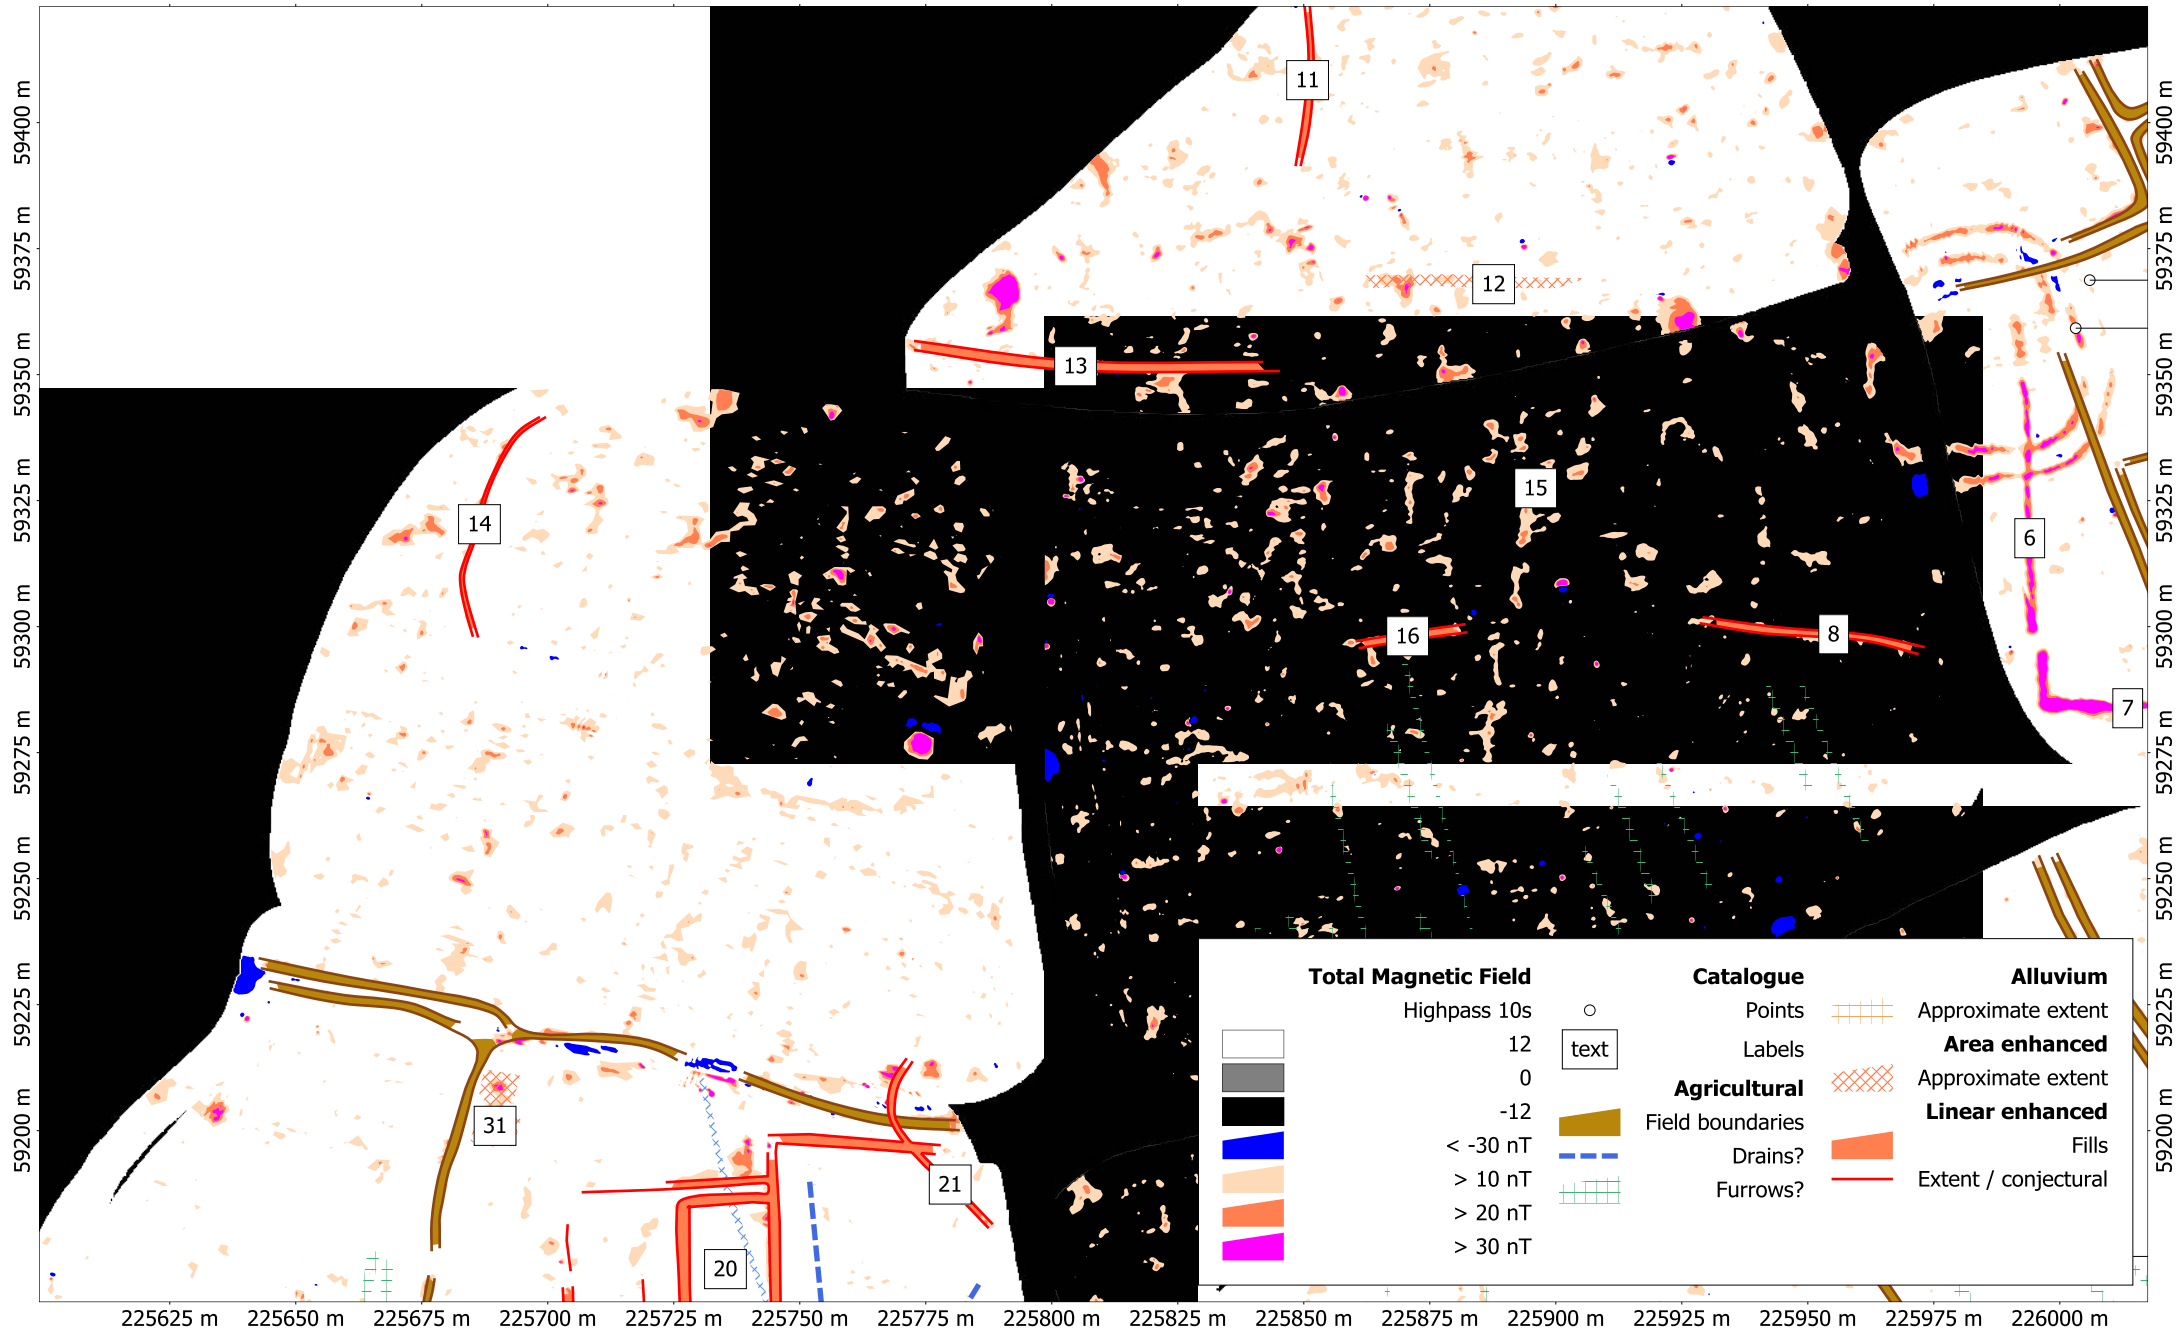 11
12
13
14
15
6
16
8
7
31
21
20
Total Magnetic Field
Highpass 10s
12
0
-12
< -30 nT
> 10 nT
> 20 nT
> 30 nT
Catalogue
Points
text
Labels
Agricultural
Field boundaries
Drains?
Furrows?
Alluvium
Approximate extent
Area enhanced
Approximate extent
Linear enhanced
Fills
Extent / conjectural
59400 m
59375 m
59350 m
59325 m
59300 m
59275 m
59250 m
59225 m
59200 m
59400 m
59375 m
59350 m
59325 m
59300 m
59275 m
59250 m
59225 m
59200 m
225625 m
225650 m
225675 m
225700 m
225725 m
225750 m
225775 m
225800 m
225825 m
225850 m
225875 m
225900 m
225925 m
225950 m
225975 m
226000 m